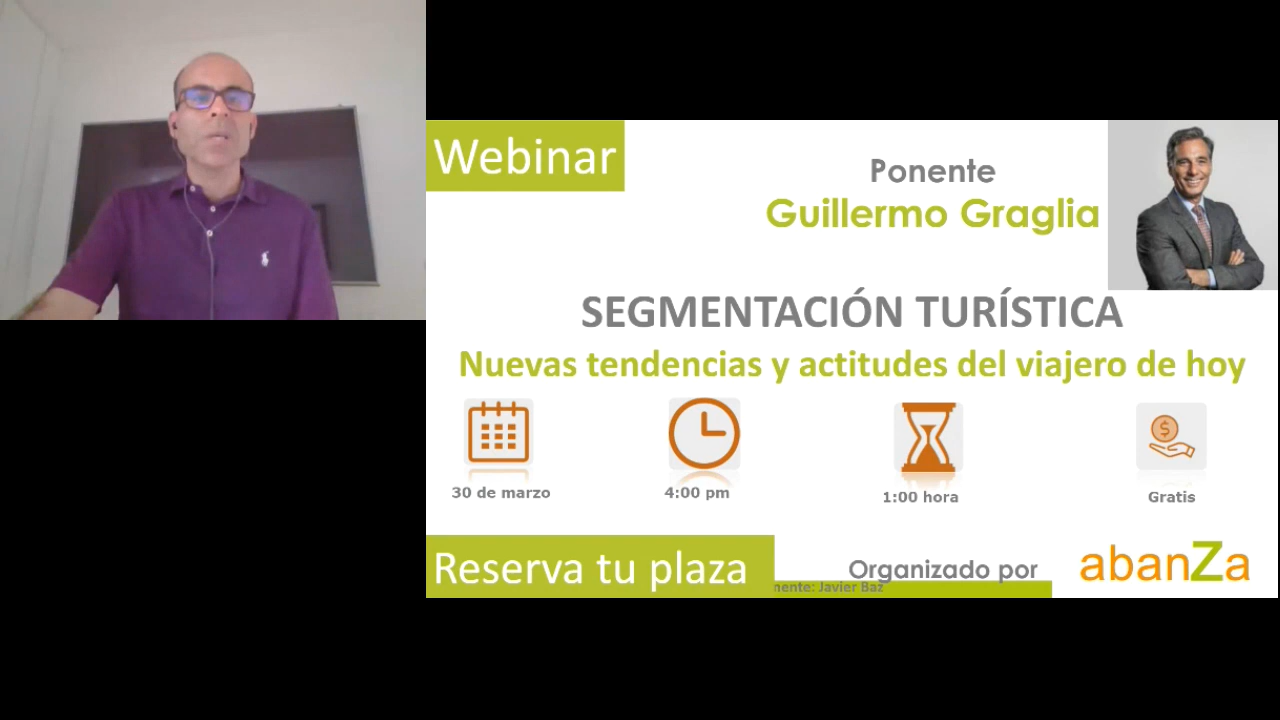 Webinar
Ponente
Guillermo Graglia
SEGMENTACIÓN TURÍSTICA
Nuevas tendencias y actitudes del viajero de hoy
30 de marzo
4:00 pm
1:00 hora
Gratis
Reserva tu plaza
Organizado por
abanZa
Javier Baz